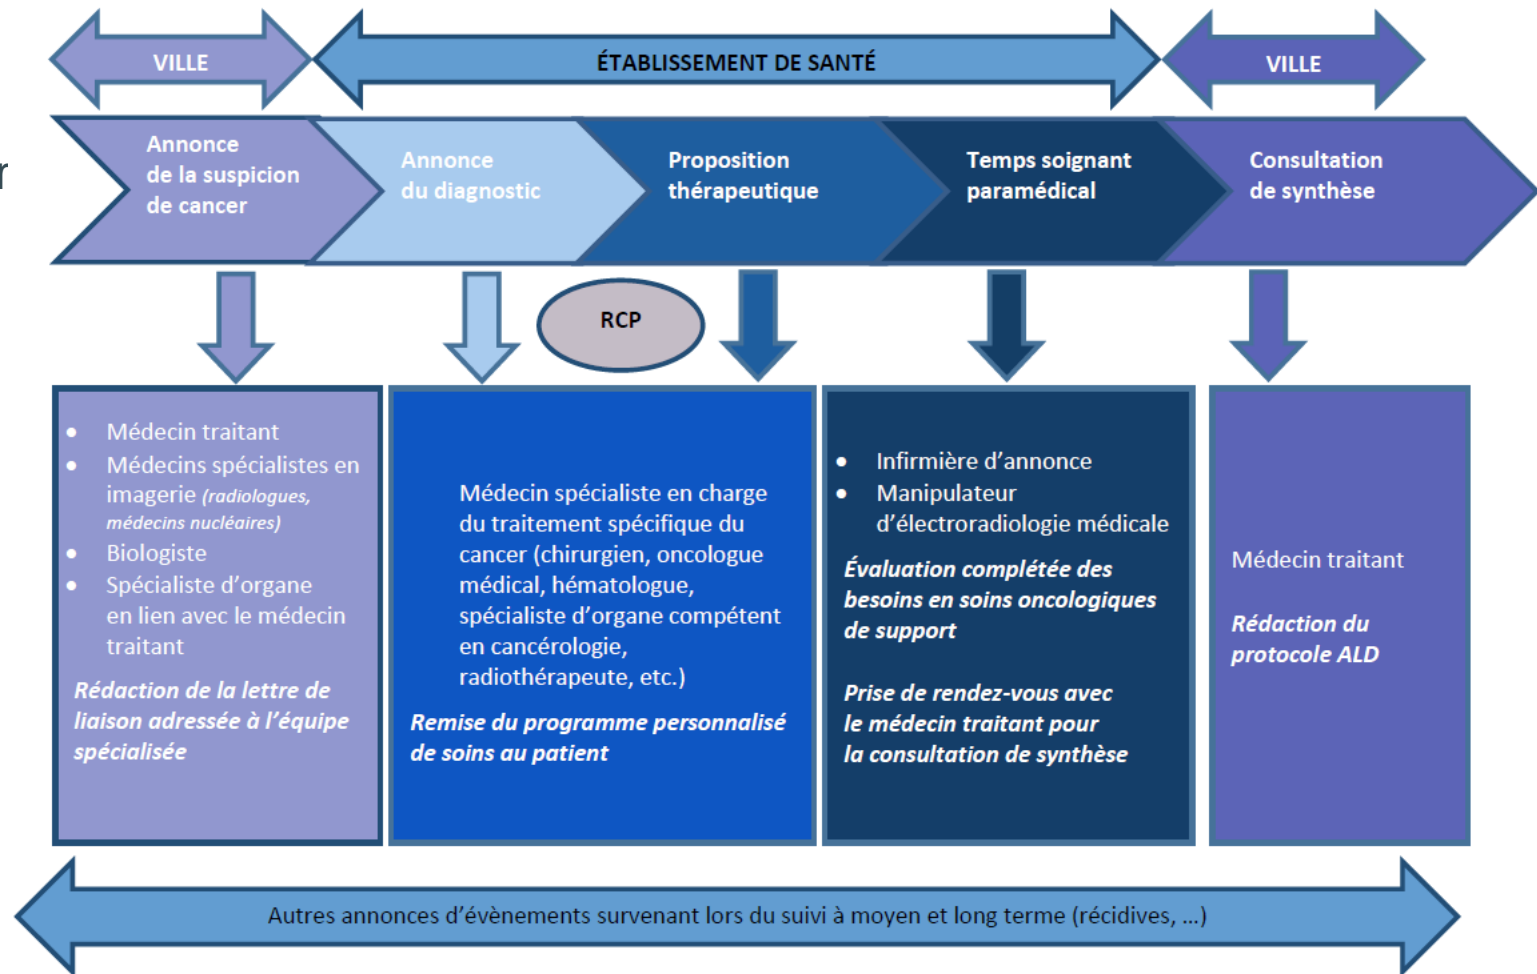 VILLE
ÉTABLISSEMENT DE SANTÉ
VILLE
r
Annonce
de la suspicion
de cancer
Annonce
du diagnostic
Proposition
thérapeutique
Temps soignant
paramédical
Consultation
de synthèse
RCP
• Médecin traitant
• Médecins spécialistes en
imagerie (radiologues,
médecins nucléaires)
• Biologiste
• Spécialiste d’organe
en lien avec le médecin
traitant
Rédaction de la lettre de
liaison adressée à l’équipe
spécialisée
Médecin spécialiste en charge
du traitement spécifique du
cancer (chirurgien, oncologue
médical, hématologue,
spécialiste d’organe compétent
en cancérologie,
radiothérapeute, etc.)
Remise du programme personnalisé
de soins au patient
• Infirmière d’annonce
• Manipulateur
d’électroradiologie médicale
Évaluation complétée des
besoins en soins oncologiques
de support
Prise de rendez-vous avec
le médecin traitant pour
la consultation de synthèse
Médecin traitant
Rédaction du
protocole ALD
Autres annonces d’évènements survenant lors du suivi à moyen et long terme (récidives, …)